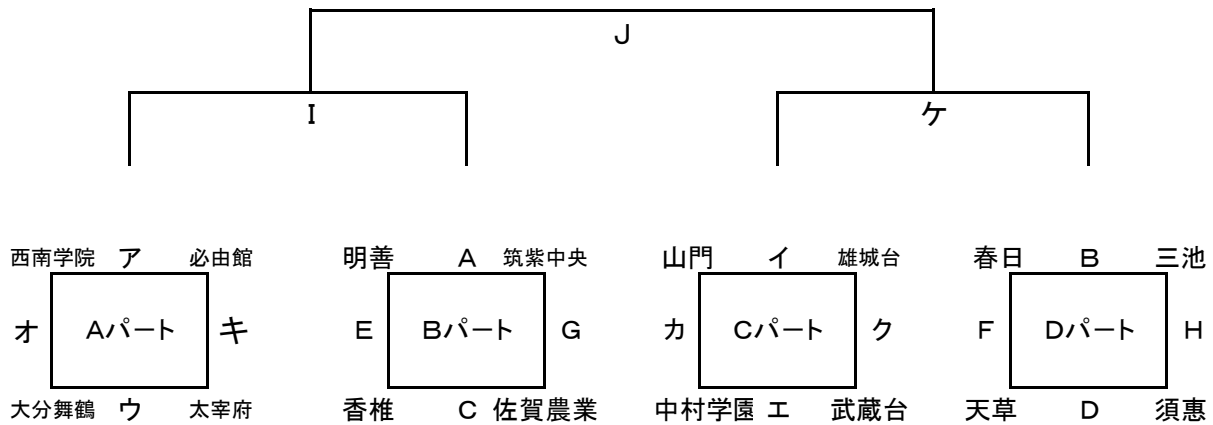 J
I ケ
西南学院 ア 必由館 明善 A 筑紫中央 山門 イ 雄城台 春日 B 三池
オ Aパート キ E Bパート G カ Cパート ク F Dパート H
大分舞鶴 ウ 太宰府 香椎 C 佐賀農業 中村学園 エ 武蔵台 天草 D 須惠